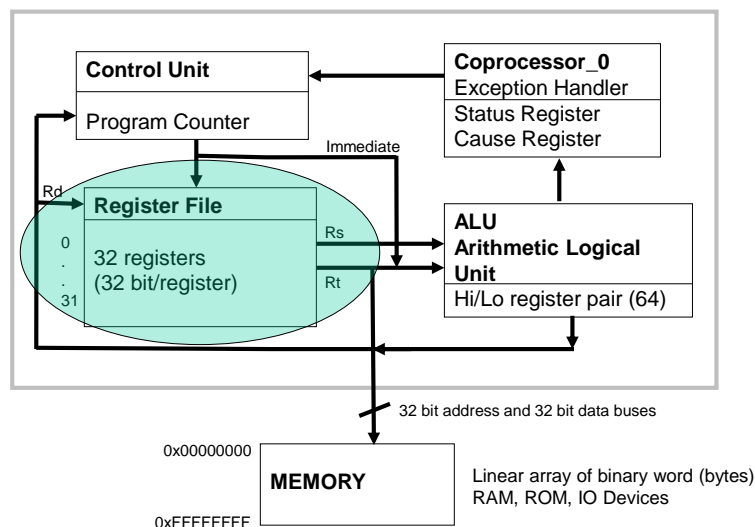 Control Unit
Program Counter
Coprocessor_0
Exception Handler
Status Register
Cause Register
Immediate
Rd
Register File
0
.
.
31
32 registers
(32 bit/register)
Rs
Rt
ALU
Arithmetic Logical
Unit
Hi/Lo register pair (64)
32 bit address and 32 bit data buses
0x00000000
MEMORY
0xFFFFFFFF
Linear array of binary word (bytes)
RAM, ROM, IO Devices